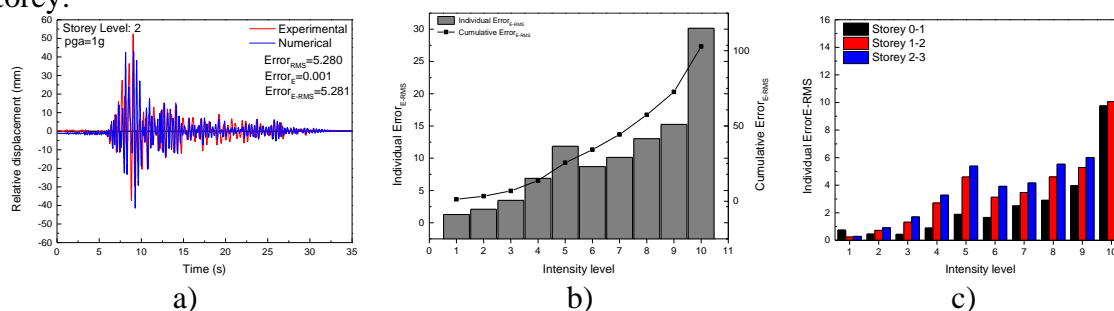 storey.
Storey Level: 2
pga=1g
Experimental
Numerical
Error_RMS=5.280
Error_E=0.001
Error_E-RMS=5.281
60
50
40
30
20
10
0
-10
-20
-30
-40
-50
-60
Relative displacement (mm)
0 5 10 15 20 25 30 35
Time (s)
a)
Individual Error_E-RMS
Cumulative Error_E-RMS
30
25
20
15
10
5
0
Individual Error_E-RMS
100
50
0
Cumulative Error_E-RMS
0 1 2 3 4 5 6 7 8 9 10 11
Intensity level
b)
Storey 0-1
Storey 1-2
Storey 2-3
16
14
12
10
8
6
4
2
0
Individual ErrorE-RMS
1 2 3 4 5 6 7 8 9 10
Intensity level
c)